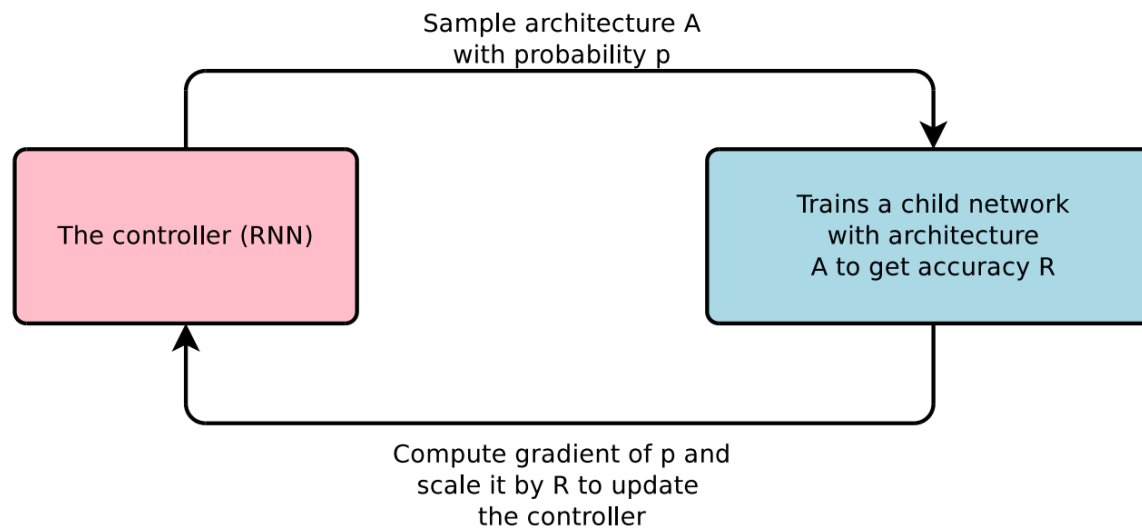 Sample architecture A
with probability p
The controller (RNN)
Trains a child network
with architecture
A to get accuracy R
Compute gradient of p and
scale it by R to update
the controller